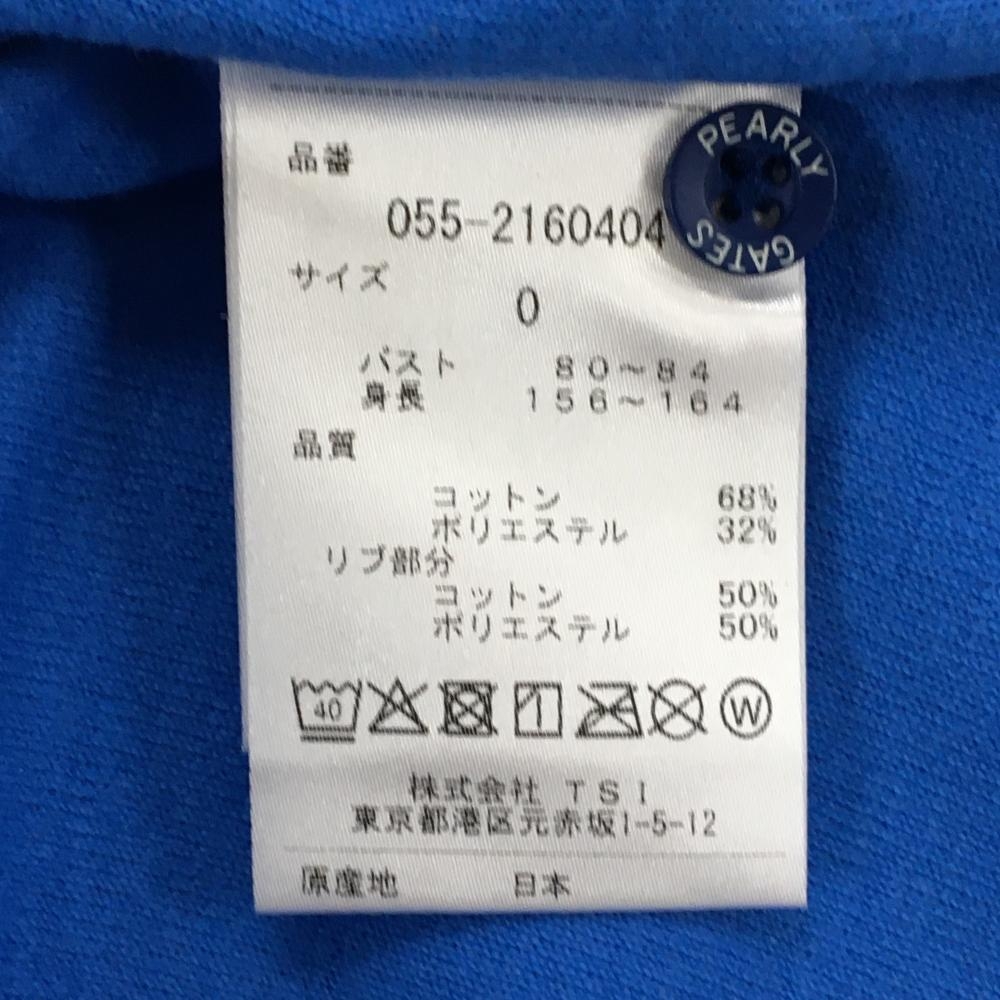 品番
055-2160404
PEARLY GATES
サイズ
0
バスト 80~84
身長 156~164
品質
コットン 68%
ポリエステル 32%
リブ部分
コットン 50%
ポリエステル 50%
40 W
株式会社 TSI
東京都港区元赤坂1-5-12
原産地 日本